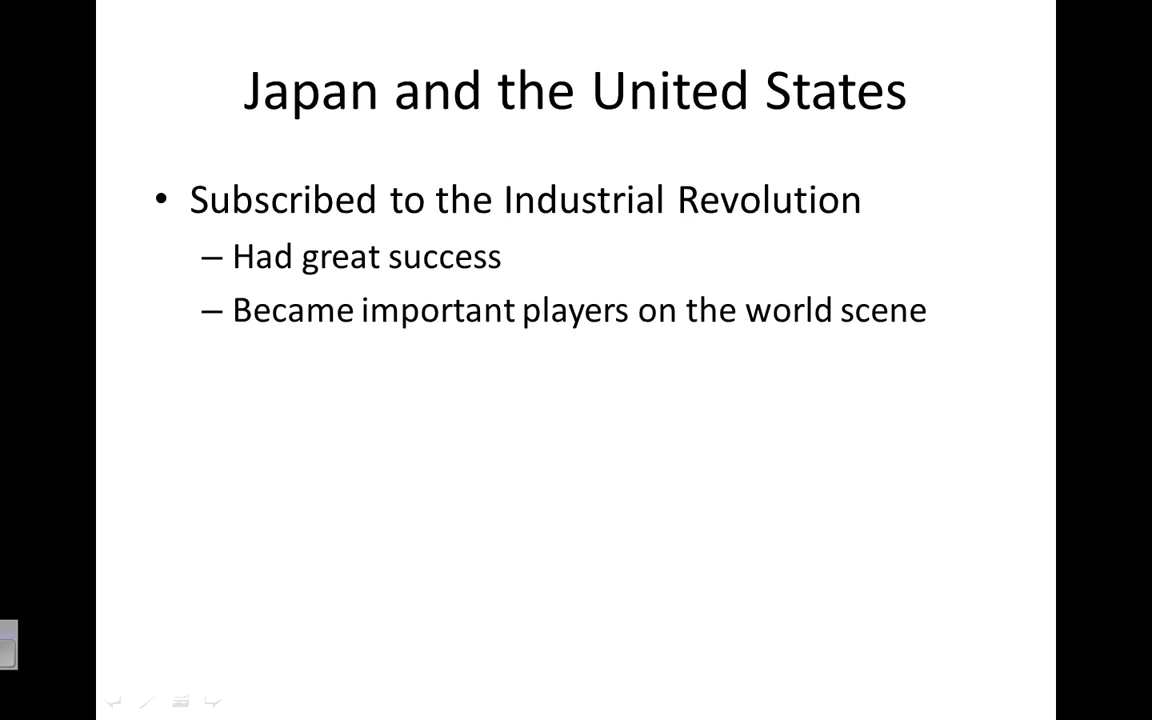 Japan and the United States
• Subscribed to the Industrial Revolution
– Had great success
– Became important players on the world scene